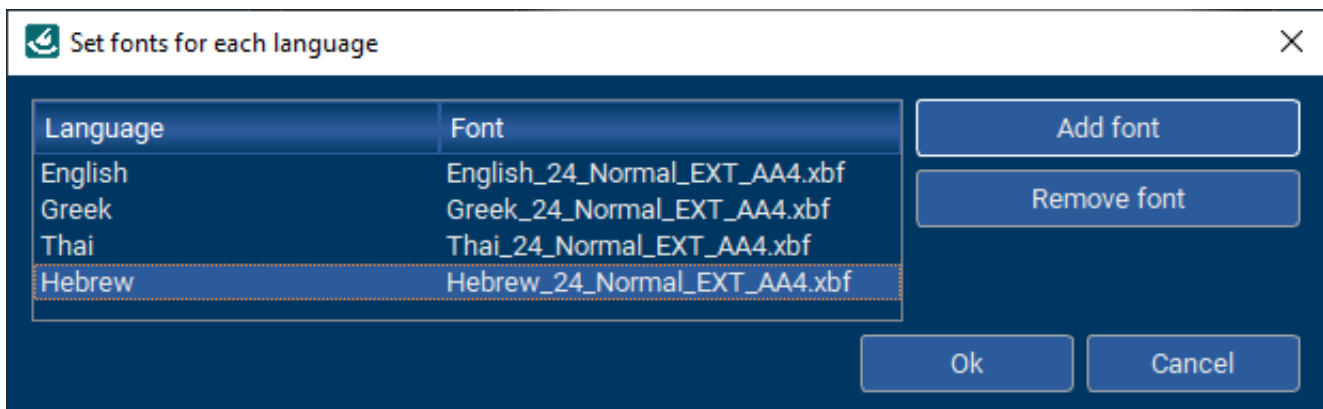 Set fonts for each language
Language Font Add font
English English_24_Normal_EXT_AA4.xbf
Greek Greek_24_Normal_EXT_AA4.xbf Remove font
Thai Thai_24_Normal_EXT_AA4.xbf
Hebrew Hebrew_24_Normal_EXT_AA4.xbf
Ok Cancel